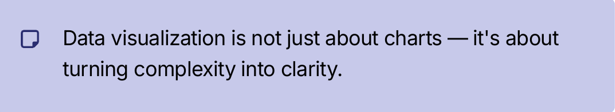 Data visualization is not just about charts — it's about
turning complexity into clarity.